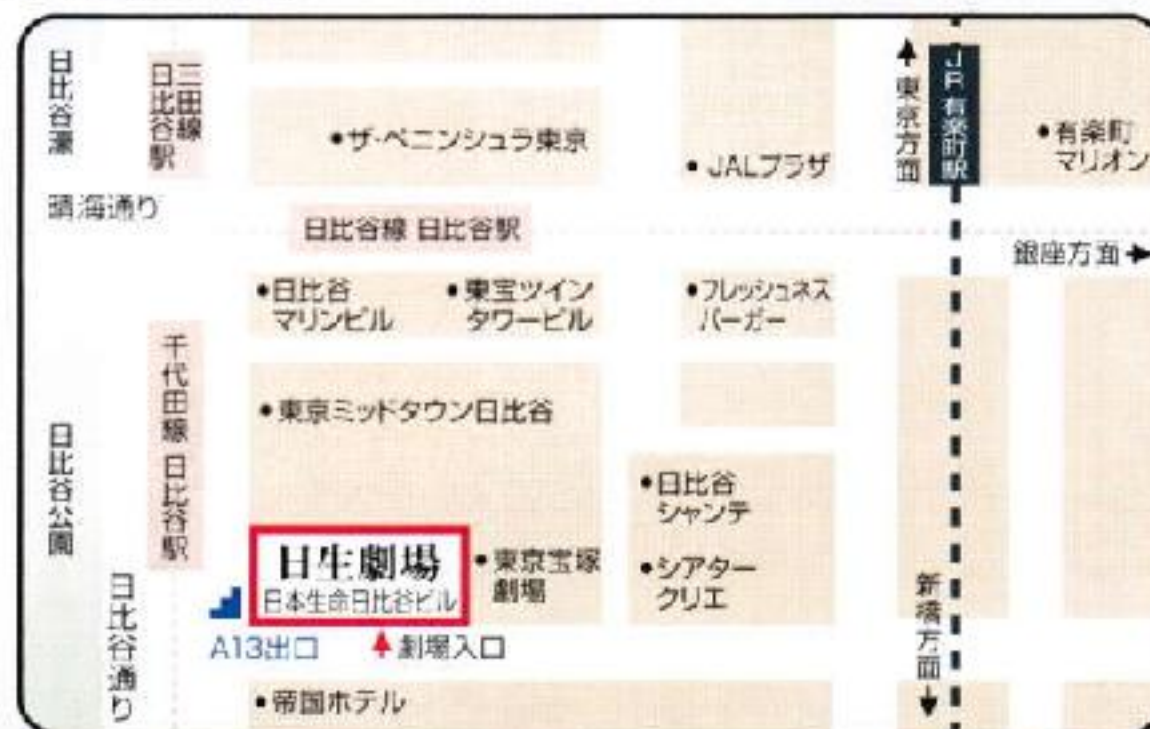 日比谷濠
三田線
日比谷駅
•ザ・ペニンシュラ東京
• JALプラザ
東京方面
JR 有楽町駅
•有楽町
マリオン
晴海通り
日比谷線 日比谷駅
銀座方面
•日比谷
マリンビル
•東宝ツイン
タワービル
•フレッシュネス
バーガー
千代田線 日比谷駅
•東京ミッドタウン日比谷
日比谷公園
•日比谷
シャンテ
日生劇場
日本生命日比谷ビル
•東京宝塚
劇場
•シアター
クリエ
日比谷通り
新橋方面
A13出口
劇場入口
•帝国ホテル